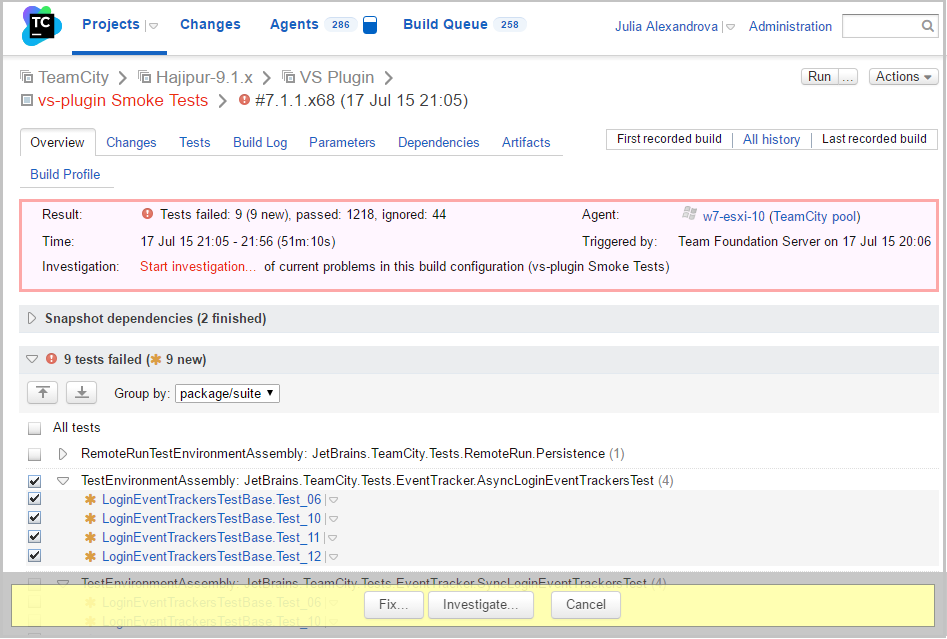 TC Projects Changes Agents 286 Build Queue 258 Julia Alexandrova Administration
TeamCity Hajipur-9.1.x VS Plugin Run ... Actions
vs-plugin Smoke Tests #7.1.1.x68 (17 Jul 15 21:05)
Overview Changes Tests Build Log Parameters Dependencies Artifacts First recorded build All history Last recorded build
Build Profile
Result: Tests failed: 9 (9 new), passed: 1218, ignored: 44 Agent: w7-esxi-10 (TeamCity pool)
Time: 17 Jul 15 21:05 - 21:56 (51m:10s) Triggered by: Team Foundation Server on 17 Jul 15 20:06
Investigation: Start investigation... of current problems in this build configuration (vs-plugin Smoke Tests)
Snapshot dependencies (2 finished)
9 tests failed (9 new)
Group by: package/suite
All tests
RemoteRunTestEnvironmentAssembly: JetBrains.TeamCity.Tests.RemoteRun.Persistence (1)
TestEnvironmentAssembly: JetBrains.TeamCity.Tests.EventTracker.AsyncLoginEventTrackersTest (4)
LoginEventTrackersTestBase.Test_06
LoginEventTrackersTestBase.Test_10
LoginEventTrackersTestBase.Test_11
LoginEventTrackersTestBase.Test_12
TestEnvironmentAssembly: JetBrains.TeamCity.Tests.EventTracker.SyncLoginEventTrackersTest (4)
LoginEventTrackersTestBase.Test_06
Fix... Investigate... Cancel
LoginEventTrackersTestBase.Test_10